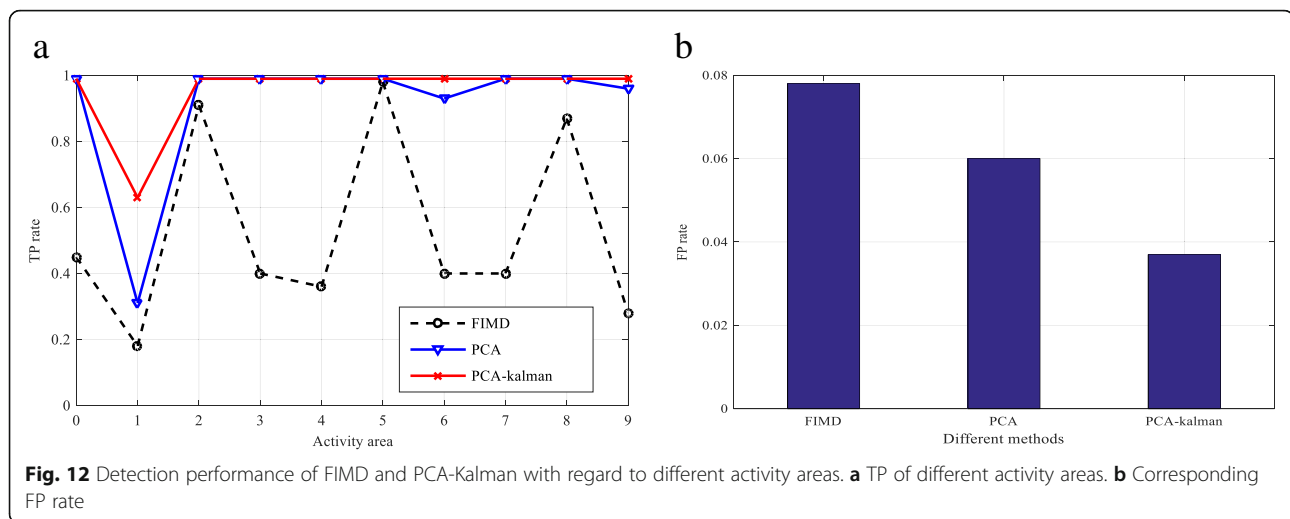 a
b
1
0.8
0.6
0.4
0.2
0
TP rate
0 1 2 3 4 5 6 7 8 9
Activity area
FIMD
PCA
PCA-kalman
0.08
0.06
0.04
0.02
0
FP rate
FIMD PCA PCA-kalman
Different methods
Fig. 12 Detection performance of FIMD and PCA-Kalman with regard to different activity areas. a TP of different activity areas. b Corresponding
FP rate